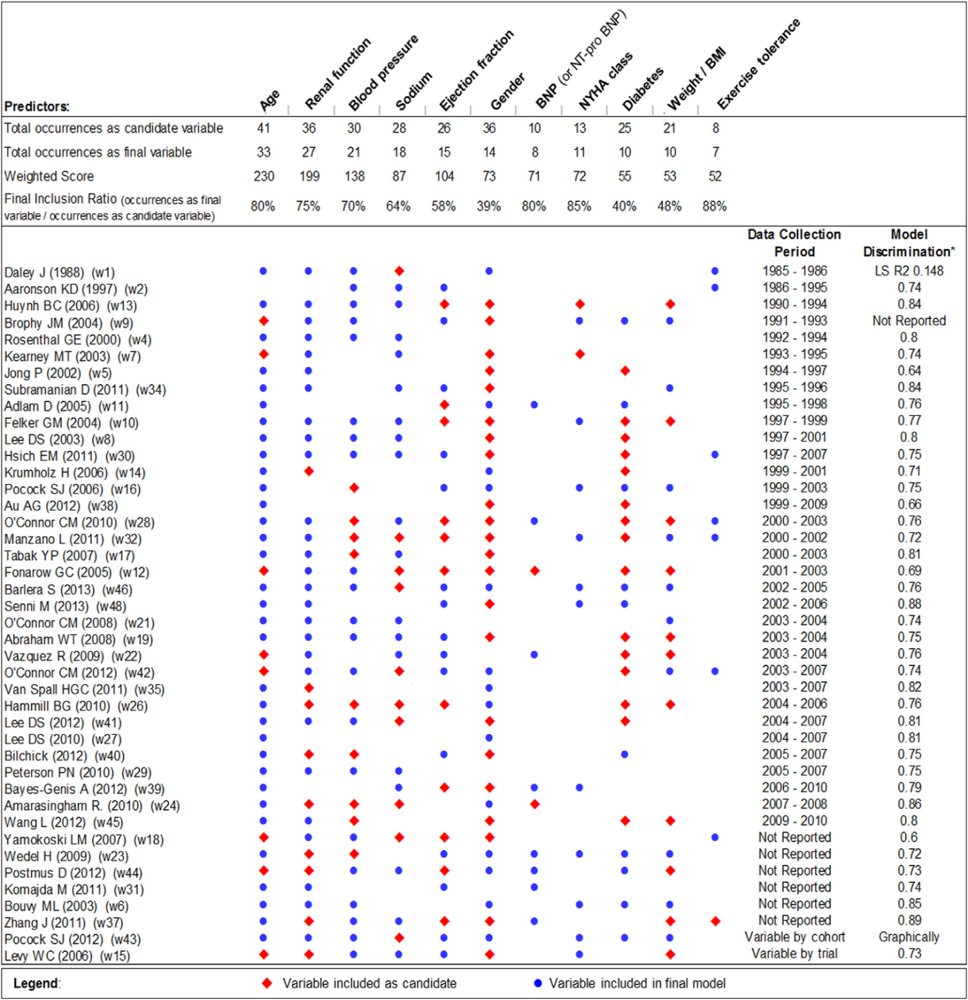 Predictors:
Age
Renal function
Blood pressure
Sodium
Ejection fraction
Gender
BNP (or NT-pro BNP)
NYHA class
Diabetes
Weight / BMI
Exercise tolerance
Total occurrences as candidate variable 41 36 30 28 26 36 10 13 25 21 8
Total occurrences as final variable 33 27 21 18 15 14 8 11 10 10 7
Weighted Score 230 199 138 87 104 73 71 72 55 53 52
Final Inclusion Ratio (occurrences as final
variable / occurrences as candidate variable) 80% 75% 70% 64% 58% 39% 80% 85% 40% 48% 88%
Data Collection Model
Period Discrimination*
Daley J (1988) (w1) 1985 - 1986 LS R2 0.148
Aaronson KD (1997) (w2) 1986 - 1995 0.74
Huynh BC (2006) (w13) 1990 - 1994 0.84
Brophy JM (2004) (w9) 1991 - 1993 Not Reported
Rosenthal GE (2000) (w4) 1992 - 1994 0.8
Kearney MT (2003) (w7) 1993 - 1995 0.74
Jong P (2002) (w5) 1994 - 1997 0.64
Subramanian D (2011) (w34) 1995 - 1996 0.84
Adlam D (2005) (w11) 1995 - 1998 0.76
Felker GM (2004) (w10) 1997 - 1999 0.77
Lee DS (2003) (w8) 1997 - 2001 0.8
Hsich EM (2011) (w30) 1997 - 2007 0.75
Krumholz H (2006) (w14) 1999 - 2001 0.71
Pocock SJ (2006) (w16) 1999 - 2003 0.75
Au AG (2012) (w38) 1999 - 2009 0.66
O'Connor CM (2010) (w28) 2000 - 2003 0.76
Manzano L (2011) (w32) 2000 - 2002 0.72
Tabak YP (2007) (w17) 2000 - 2003 0.81
Fonarow GC (2005) (w12) 2001 - 2003 0.69
Barlera S (2013) (w46) 2002 - 2005 0.76
Senni M (2013) (w48) 2002 - 2006 0.88
O'Connor CM (2008) (w21) 2003 - 2004 0.74
Abraham WT (2008) (w19) 2003 - 2004 0.75
Vazquez R (2009) (w22) 2003 - 2004 0.76
O'Connor CM (2012) (w42) 2003 - 2007 0.74
Van Spall HGC (2011) (w35) 2003 - 2007 0.82
Hammill BG (2010) (w26) 2004 - 2006 0.76
Lee DS (2012) (w41) 2004 - 2007 0.81
Lee DS (2010) (w27) 2004 - 2007 0.81
Bilchick (2012) (w40) 2005 - 2007 0.75
Peterson PN (2010) (w29) 2005 - 2007 0.75
Bayes-Genis A (2012) (w39) 2006 - 2010 0.79
Amarasingham R. (2010) (w24) 2007 - 2008 0.86
Wang L (2012) (w45) 2009 - 2010 0.8
Yamokoski LM (2007) (w18) Not Reported 0.6
Wedel H (2009) (w23) Not Reported 0.72
Postmus D (2012) (w44) Not Reported 0.73
Komajda M (2011) (w31) Not Reported 0.74
Bouvy ML (2003) (w6) Not Reported 0.85
Zhang J (2011) (w37) Not Reported 0.89
Pocock SJ (2012) (w43) Variable by cohort Graphically
Levy WC (2006) (w15) Variable by trial 0.73
Legend: Variable included as candidate Variable included in final model